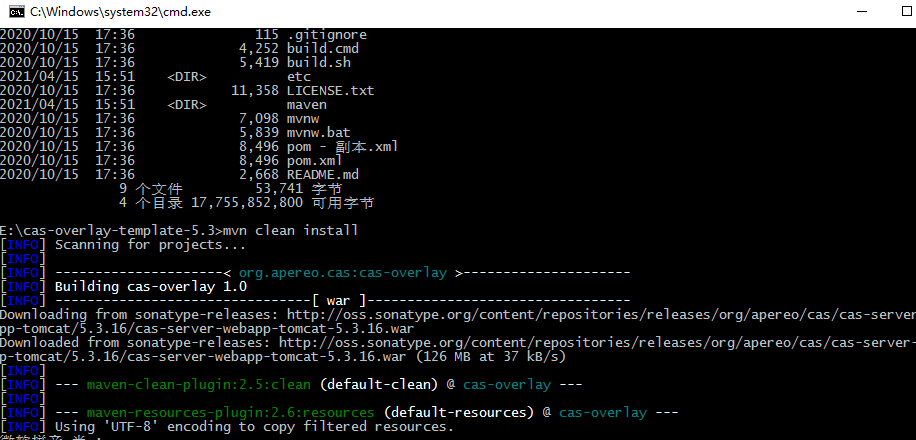 C:\Windows\system32\cmd.exe
2020/10/15  17:36               115 .gitignore
2020/10/15  17:36             4,252 build.cmd
2020/10/15  17:36             5,419 build.sh
2021/04/15  15:51    <DIR>          etc
2020/10/15  17:36            11,358 LICENSE.txt
2021/04/15  15:51    <DIR>          maven
2020/10/15  17:36             7,098 mvnw
2020/10/15  17:36             5,839 mvnw.bat
2020/10/15  17:36             8,496 pom - 副本.xml
2020/10/15  17:36             8,496 pom.xml
2020/10/15  17:36             2,668 README.md
9 个文件         53,741 字节
4 个目录 17,755,852,800 可用字节
E:\cas-overlay-template-5.3>mvn clean install
[INFO] Scanning for projects...
[INFO]
[INFO] ---------------------< org.apereo.cas:cas-overlay >---------------------
[INFO] Building cas-overlay 1.0
[INFO] --------------------------------[ war ]---------------------------------
Downloading from sonatype-releases: http://oss.sonatype.org/content/repositories/releases/org/apereo/cas/cas-server
pp-tomcat/5.3.16/cas-server-webapp-tomcat-5.3.16.war
Downloaded from sonatype-releases: http://oss.sonatype.org/content/repositories/releases/org/apereo/cas/cas-server-
p-tomcat/5.3.16/cas-server-webapp-tomcat-5.3.16.war (126 MB at 37 kB/s)
[INFO]
[INFO] --- maven-clean-plugin:2.5:clean (default-clean) @ cas-overlay ---
[INFO]
[INFO] --- maven-resources-plugin:2.6:resources (default-resources) @ cas-overlay ---
[INFO] Using 'UTF-8' encoding to copy filtered resources.